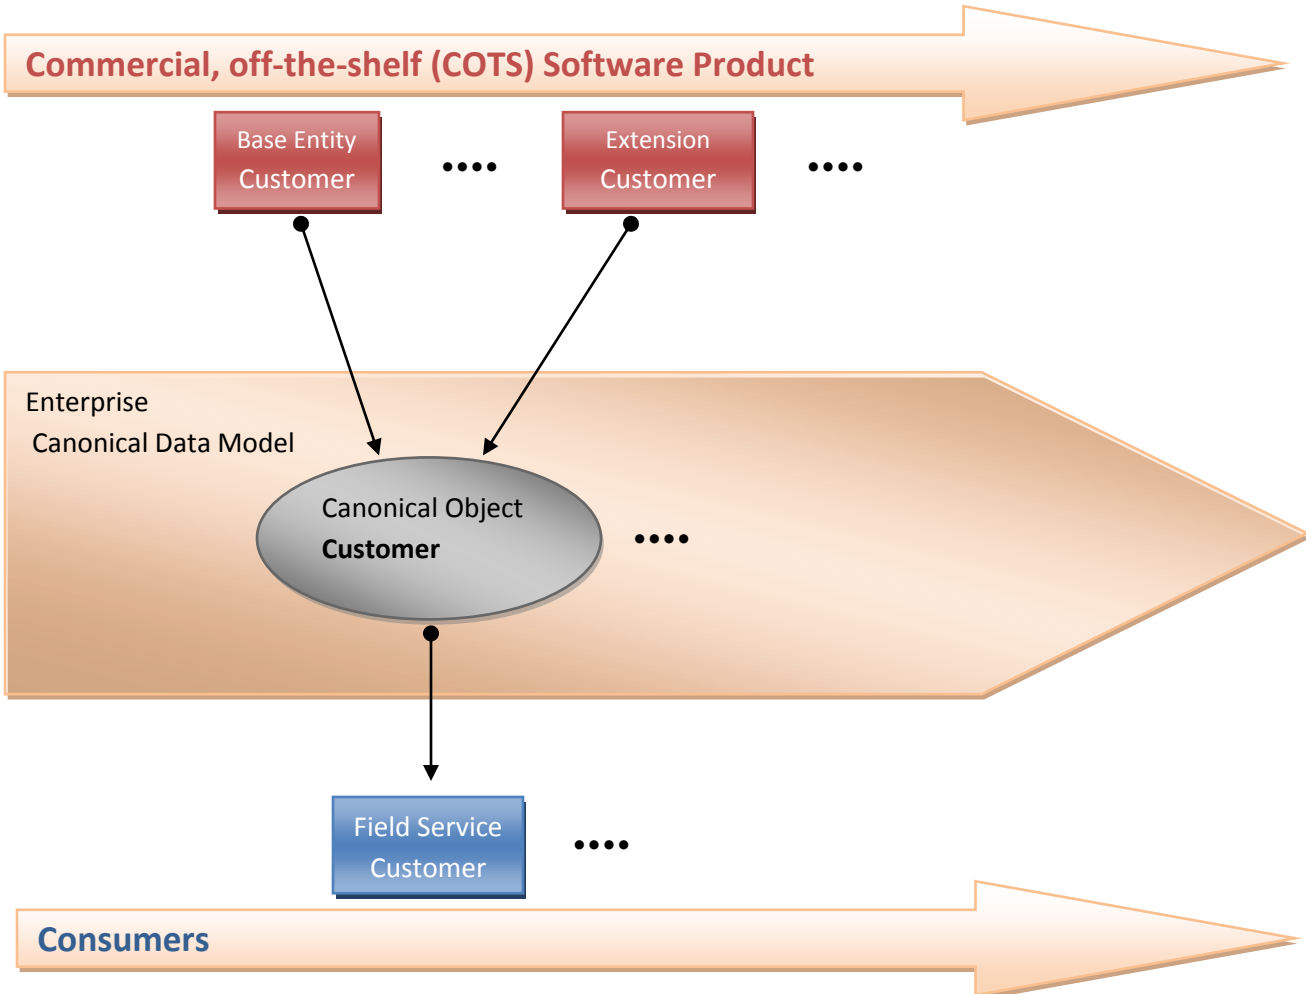 Commercial, off-the-shelf (COTS) Software Product
Base Entity
Customer
••••
Extension
Customer
••••
Enterprise
Canonical Data Model
Canonical Object
Customer
••••
Field Service
Customer
••••
Consumers